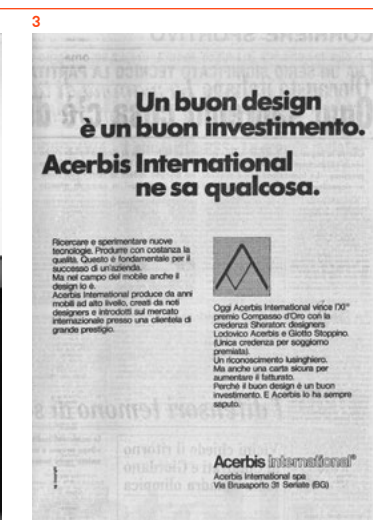 3
Un buon design
è un buon investimento.
Acerbis International
ne sa qualcosa.
Ricercare e sperimentare nuove
tecnologie. Produrre con costanza la
qualità. Questo è fondamentale per il
successo di un'azienda.
Ma nel campo del mobile anche il
design lo è.
Acerbis International produce da anni
mobili ad alto livello, creati da noti
designers e introdotti sul mercato
internazionale presso una clientela di
grande prestigio.
Oggi Acerbis International vince l'XI°
premio Compasso d'Oro con la
credenza Sheraton: designers
Lodovico Acerbis e Giotto Stoppino.
(Unica credenza per soggiorno
premiata).
Un riconoscimento lusinghiero.
Ma anche una carta sicura per
aumentare il fatturato.
Perché il buon design è un buon
investimento. E Acerbis lo ha sempre
saputo.
Acerbis International®
Acerbis International spa
Via Brusaporto 31 Seriate (BG)